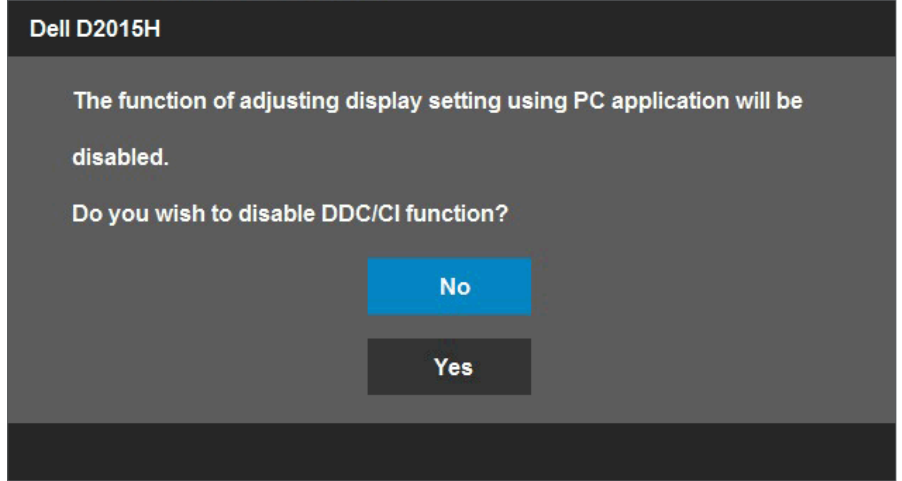 Dell D2015H
The function of adjusting display setting using PC application will be
disabled.
Do you wish to disable DDC/CI function?
No
Yes